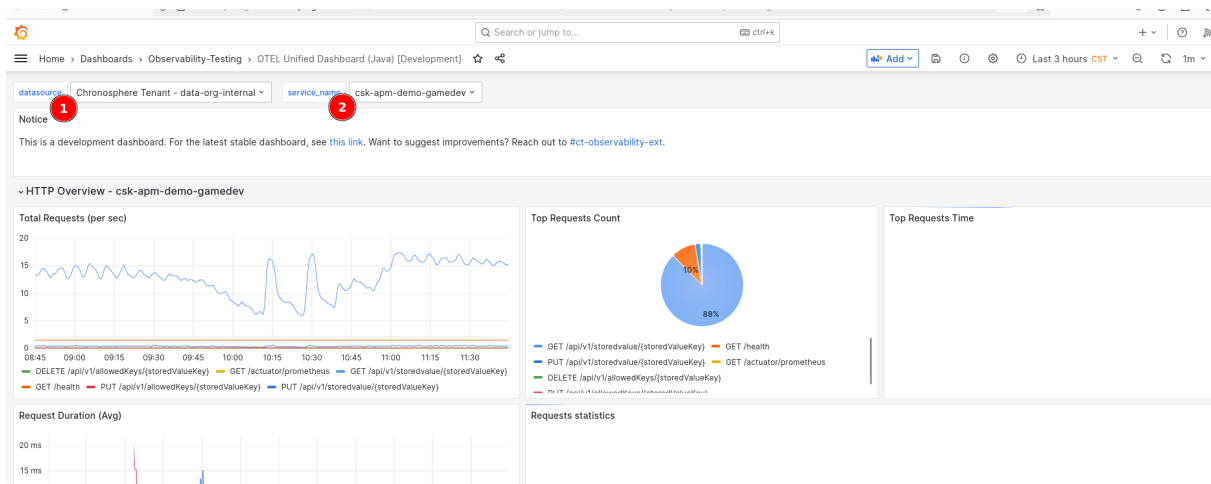 Search or jump to... ctrl+k
Home > Dashboards > Observability-Testing > OTEL Unified Dashboard (Java) [Development] Add Last 3 hours CST 1m
datasource Chronosphere Tenant - data-org-internal service_name csk-apm-demo-gamedev
1 2
Notice
This is a development dashboard. For the latest stable dashboard, see this link. Want to suggest improvements? Reach out to #ct-observability-ext.
HTTP Overview - csk-apm-demo-gamedev
Total Requests (per sec)
20
15
10
5
0
08:45 09:00 09:15 09:30 09:45 10:00 10:15 10:30 10:45 11:00 11:15 11:30
DELETE /api/v1/allowedKeys/{storedValueKey} GET /actuator/prometheus GET /api/v1/storedvalue/{storedValueKey}
GET /health PUT /api/v1/allowedKeys/{storedValueKey} PUT /api/v1/storedvalue/{storedValueKey}
Top Requests Count
10%
88%
GET /api/v1/storedvalue/{storedValueKey} GET /health
PUT /api/v1/storedvalue/{storedValueKey} GET /actuator/prometheus
DELETE /api/v1/allowedKeys/{storedValueKey}
PUT /api/v1/allowedKeys/{storedValueKey}
Top Requests Time
Request Duration (Avg)
20 ms
15 ms
Requests statistics